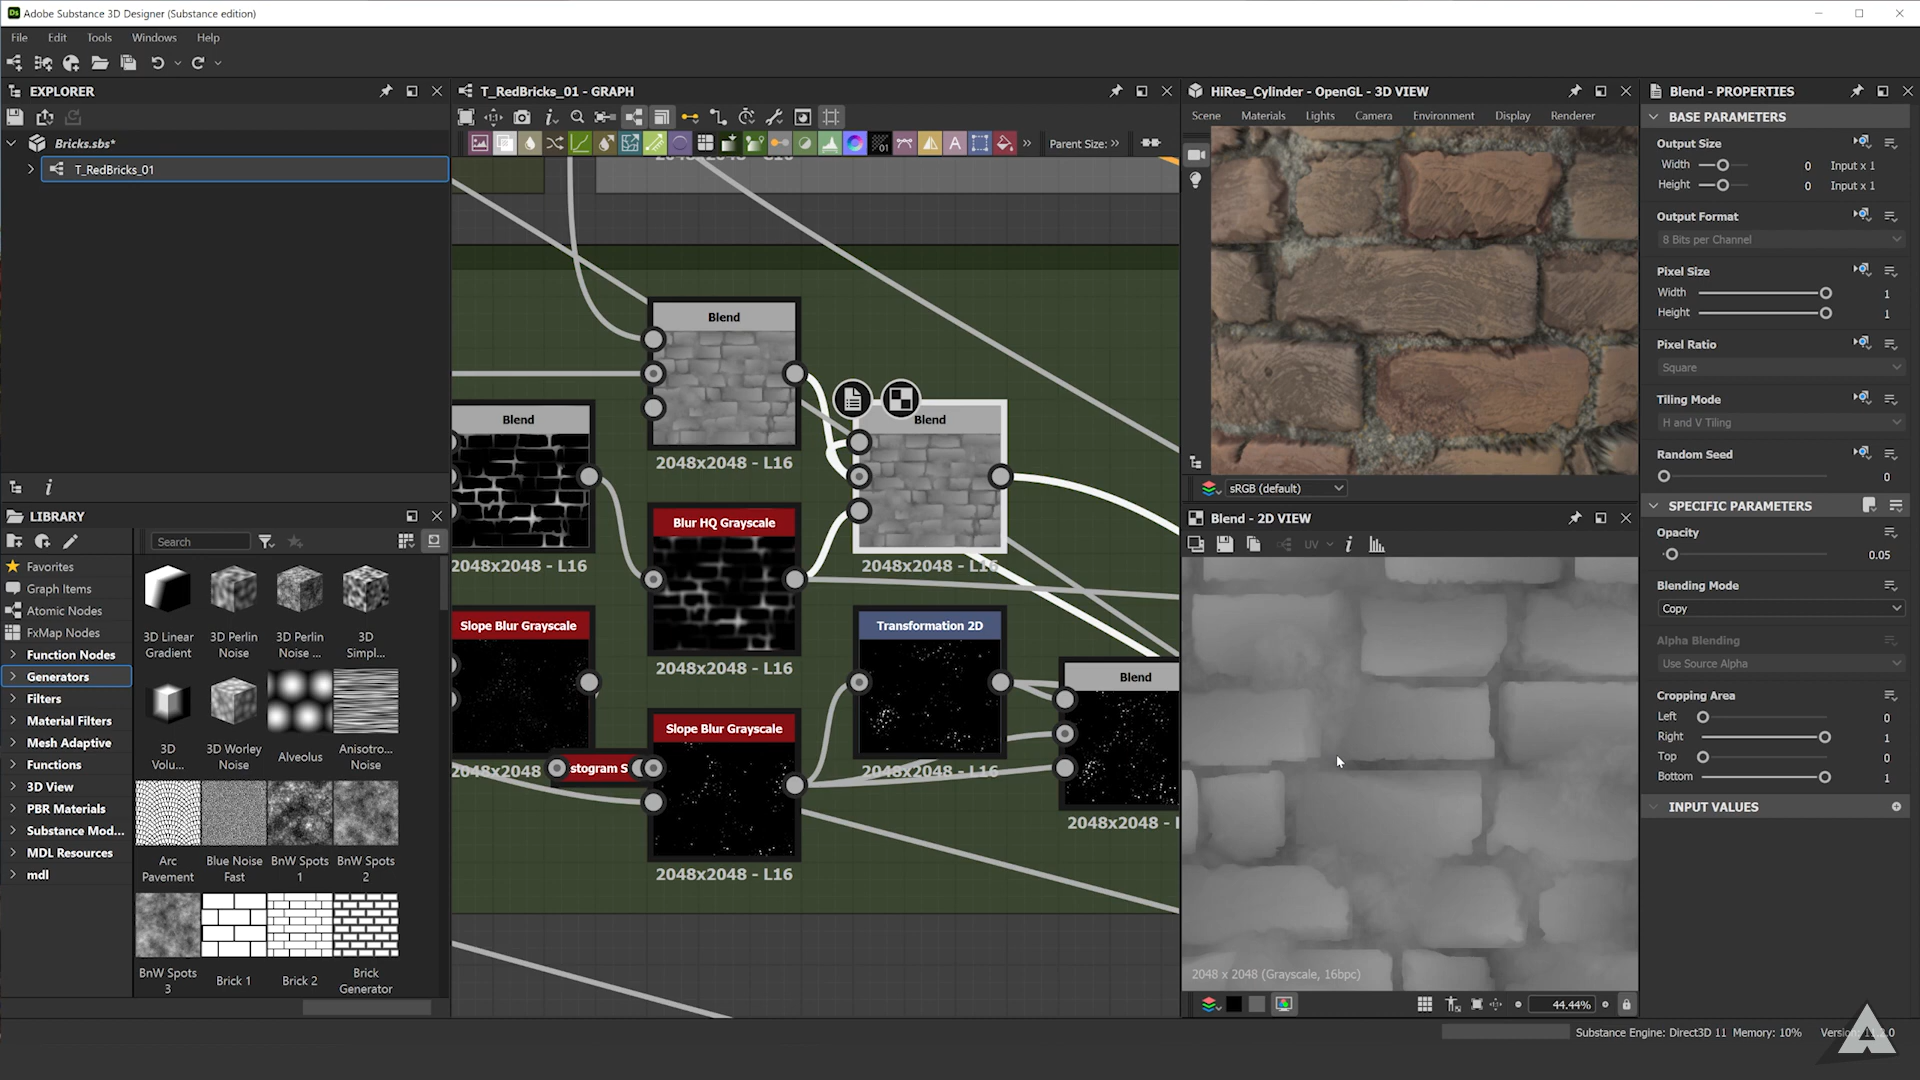 Adobe Substance 3D Designer (Substance edition)
File Edit Tools Windows Help
EXPLORER
Bricks.sbs*
T_RedBricks_01
LIBRARY
Search
Favorites
Graph Items
Atomic Nodes
FxMap Nodes
Function Nodes
Generators
Filters
Material Filters
Mesh Adaptive
Functions
3D View
PBR Materials
Substance Mod...
MDL Resources
mdl
3D Linear Gradient
3D Perlin Noise
3D Perlin Noise ...
3D Simpl...
3D Volu...
3D Worley Noise
Alveolus
Anisotro... Noise
Arc Pavement
Blue Noise Fast
BnW Spots 1
BnW Spots 2
BnW Spots 3
Brick 1
Brick 2
Brick Generator
T_RedBricks_01 - GRAPH
Parent Size:
Blend
2048x2048 - L16
Blend
2048x2048 - L16
Blend
2048x2048 - L16
Blur HQ Grayscale
2048x2048 - L16
Slope Blur Grayscale
2048x2048
stogram S
Slope Blur Grayscale
2048x2048 - L16
Transformation 2D
2048x2048 - L16
Blend
2048x2048 -
HiRes_Cylinder - OpenGL - 3D VIEW
Scene Materials Lights Camera Environment Display Renderer
sRGB (default)
Blend - 2D VIEW
UV
2048 x 2048 (Grayscale, 16bpc)
44.44%
Blend - PROPERTIES
BASE PARAMETERS
Output Size
Width 0 Input x 1
Height 0 Input x 1
Output Format
8 Bits per Channel
Pixel Size
Width 1
Height 1
Pixel Ratio
Square
Tiling Mode
H and V Tiling
Random Seed
0
SPECIFIC PARAMETERS
Opacity
0.05
Blending Mode
Copy
Alpha Blending
Use Source Alpha
Cropping Area
Left 0
Right 1
Top 0
Bottom 1
INPUT VALUES
Substance Engine: Direct3D 11 Memory: 10%